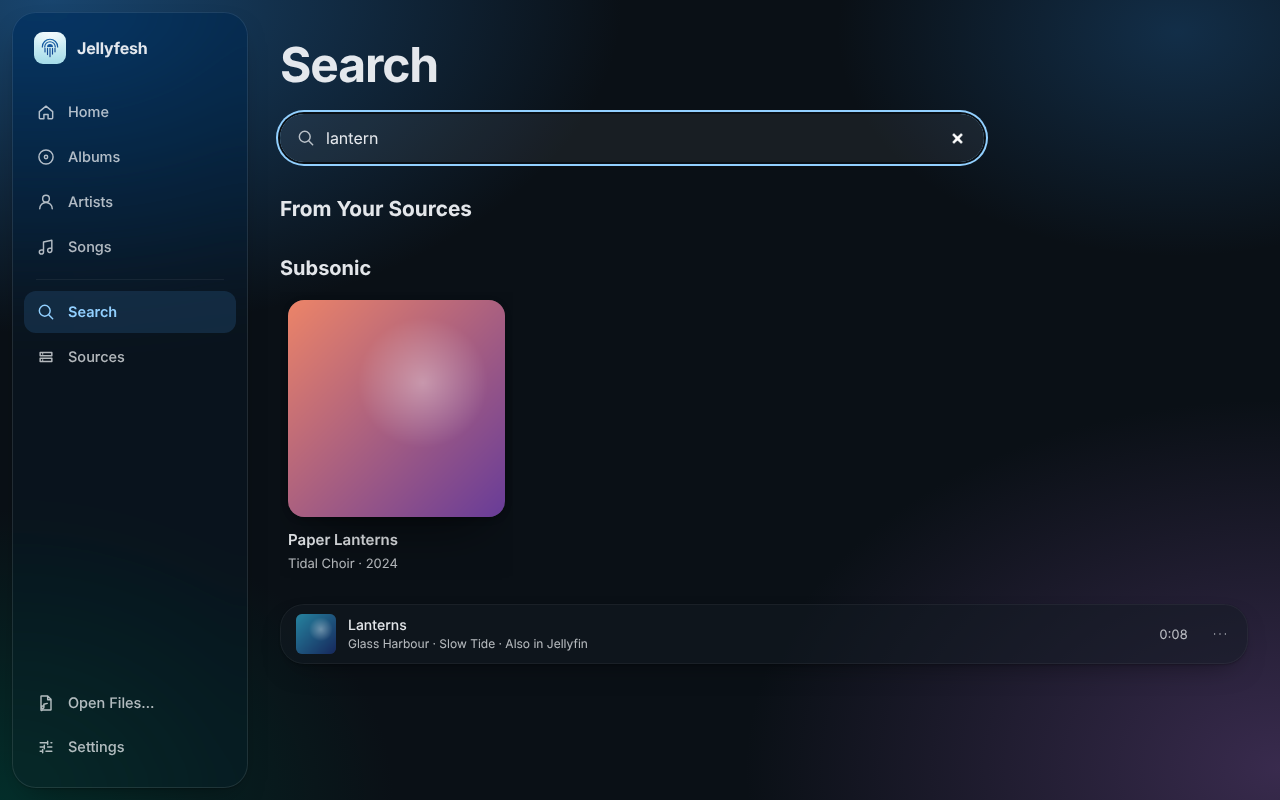 Jellyfesh
Home
Albums
Artists
Songs
Search
Sources
Open Files...
Settings
Search
lantern
From Your Sources
Subsonic
Paper Lanterns
Tidal Choir · 2024
Lanterns
Glass Harbour · Slow Tide · Also in Jellyfin
0:08